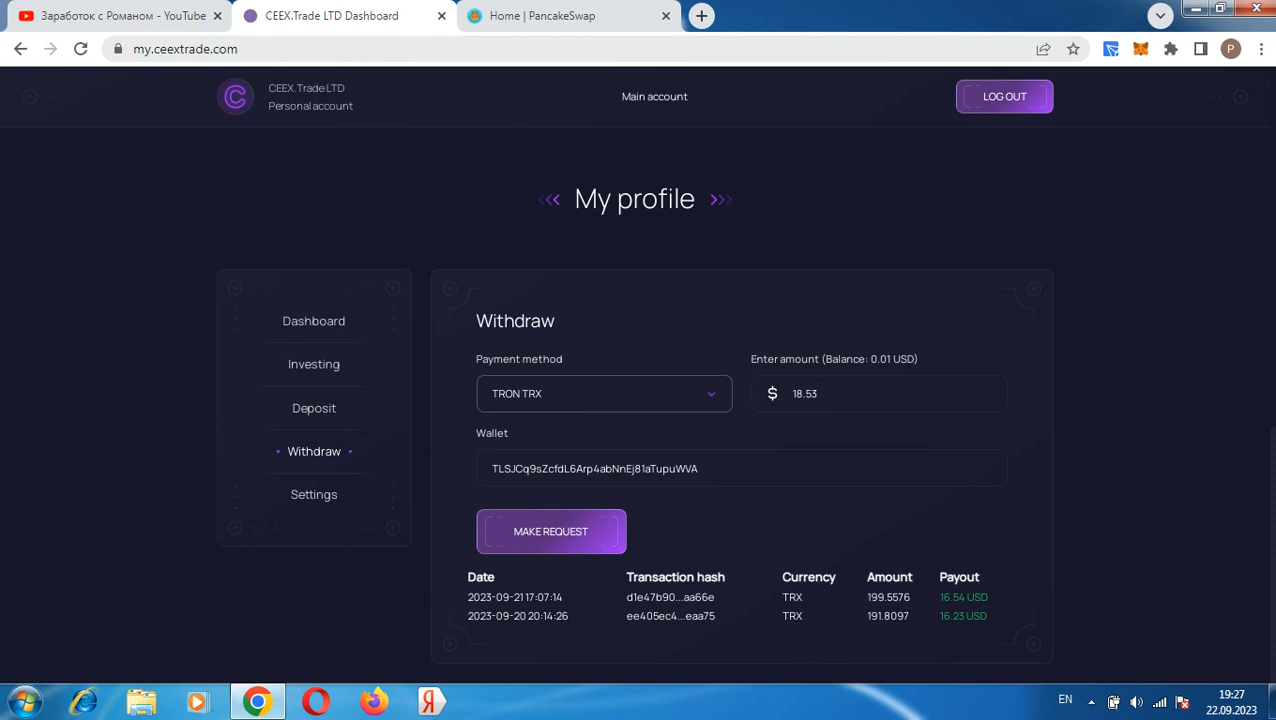 Заработок с Романом - YouTube
CEEX.Trade LTD Dashboard
Home | PancakeSwap
my.ceextrade.com
P
CEEX.Trade LTD
Personal account
Main account
LOG OUT
My profile
Dashboard
Investing
Deposit
Withdraw
Settings
Withdraw
Payment method
Enter amount (Balance: 0.01 USD)
TRON TRX
$ 18.53
Wallet
TLSJCq9sZcfdL6Arp4abNnEj81aTupuWVA
MAKE REQUEST
Date Transaction hash Currency Amount Payout
2023-09-21 17:07:14 d1e47b90...aa66e TRX 199.5576 16.54 USD
2023-09-20 20:14:26 ee405ec4...eaa75 TRX 191.8097 16.23 USD
EN
19:27
22.09.2023